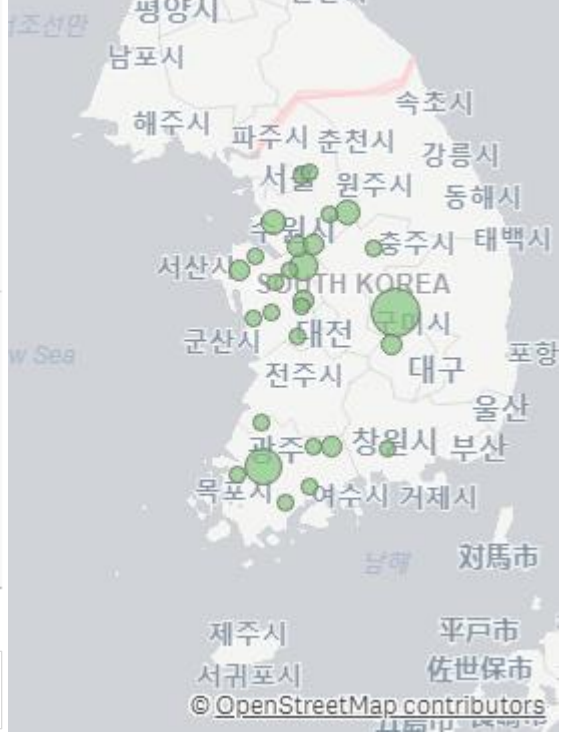 평양시
남포시
해주시
파주시
춘천시
속초시
강릉시
서울
원주시
동해시
수원시
충주시
태백시
서산시
SOUTH KOREA
군산시
대전
구미시
w Sea
포항
전주시
대구
울산
광주
창원시
부산
목포시
여수시
거제시
남해
対馬市
제주시
平戸市
서귀포시
佐世保市
© OpenStreetMap contributors